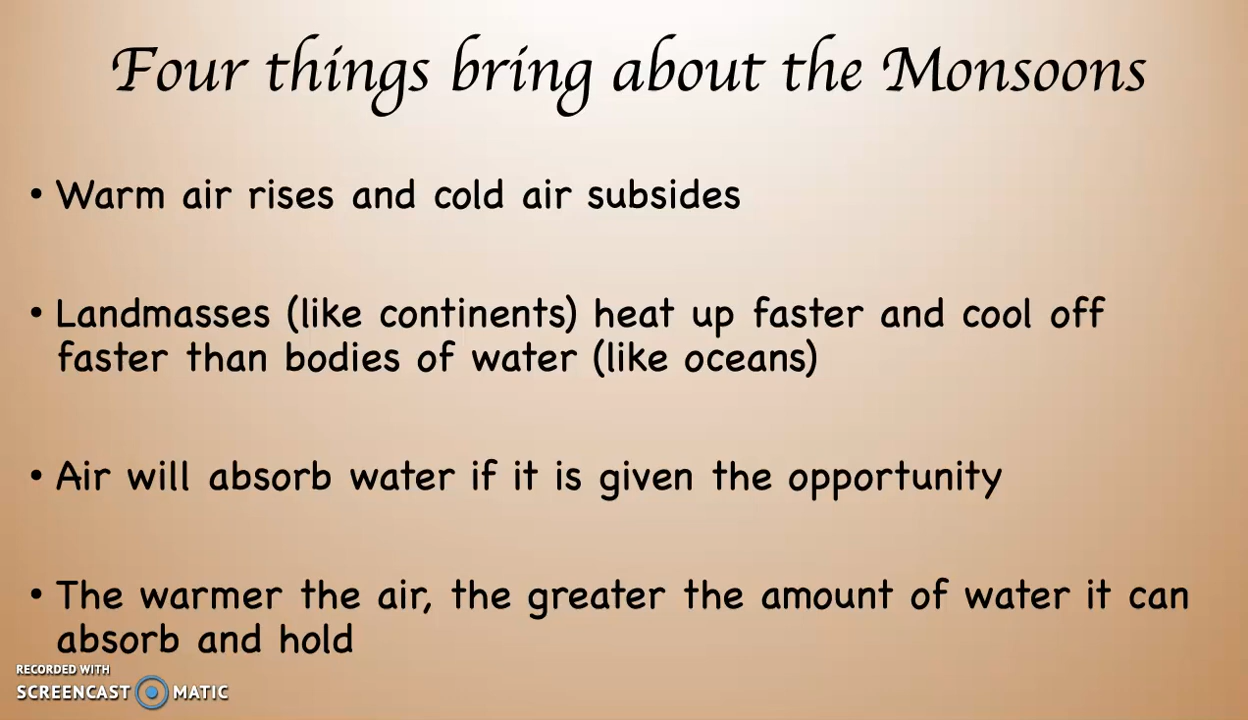 Four things bring about the Monsoons
• Warm air rises and cold air subsides
• Landmasses (like continents) heat up faster and cool off
faster than bodies of water (like oceans)
• Air will absorb water if it is given the opportunity
• The warmer the air, the greater the amount of water it can
absorb and hold
RECORDED WITH
SCREENCAST MATIC